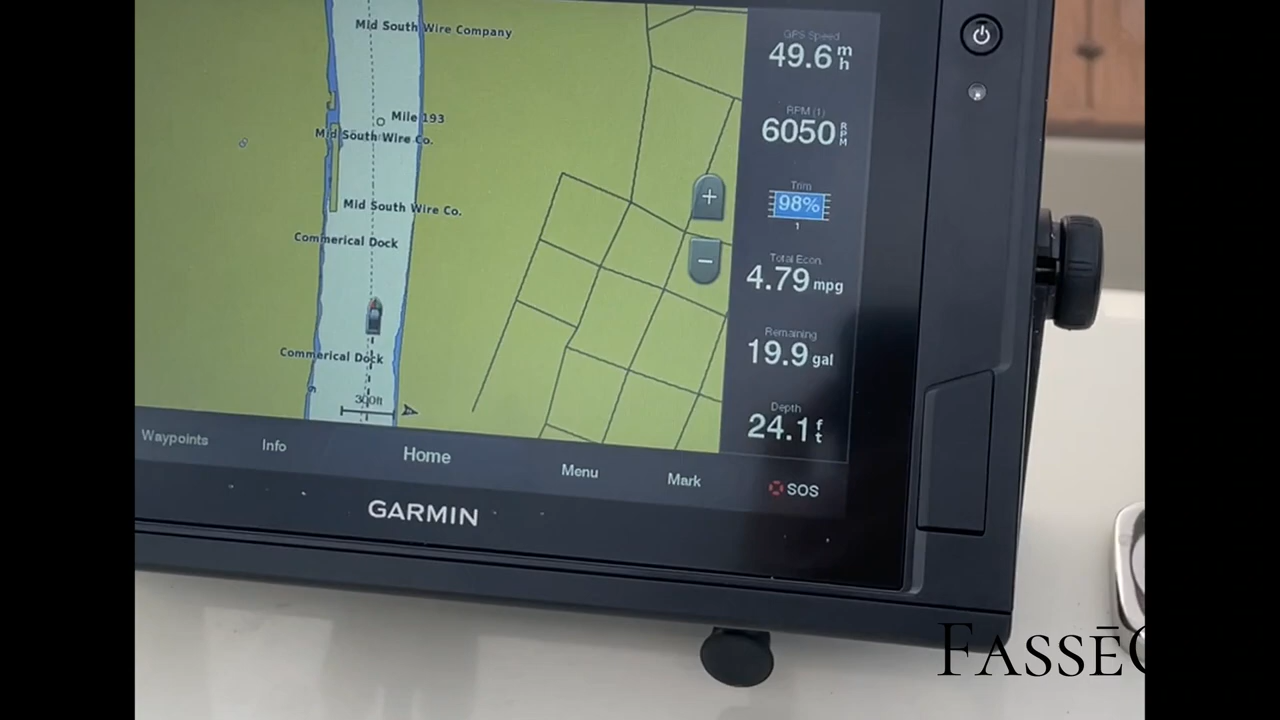 Mid South Wire Company
Mile 193
Mid South Wire Co.
Mid South Wire Co.
Commerical Dock
Commerical Dock
300ft
GPS Speed
49.6 mh
RPM (1)
6050 RPM
Trim
98%
1
Total Econ.
4.79 mpg
Remaining
19.9 gal
Depth
24.1 ft
Waypoints
Info
Home
Menu
Mark
SOS
GARMIN
FASSĒ